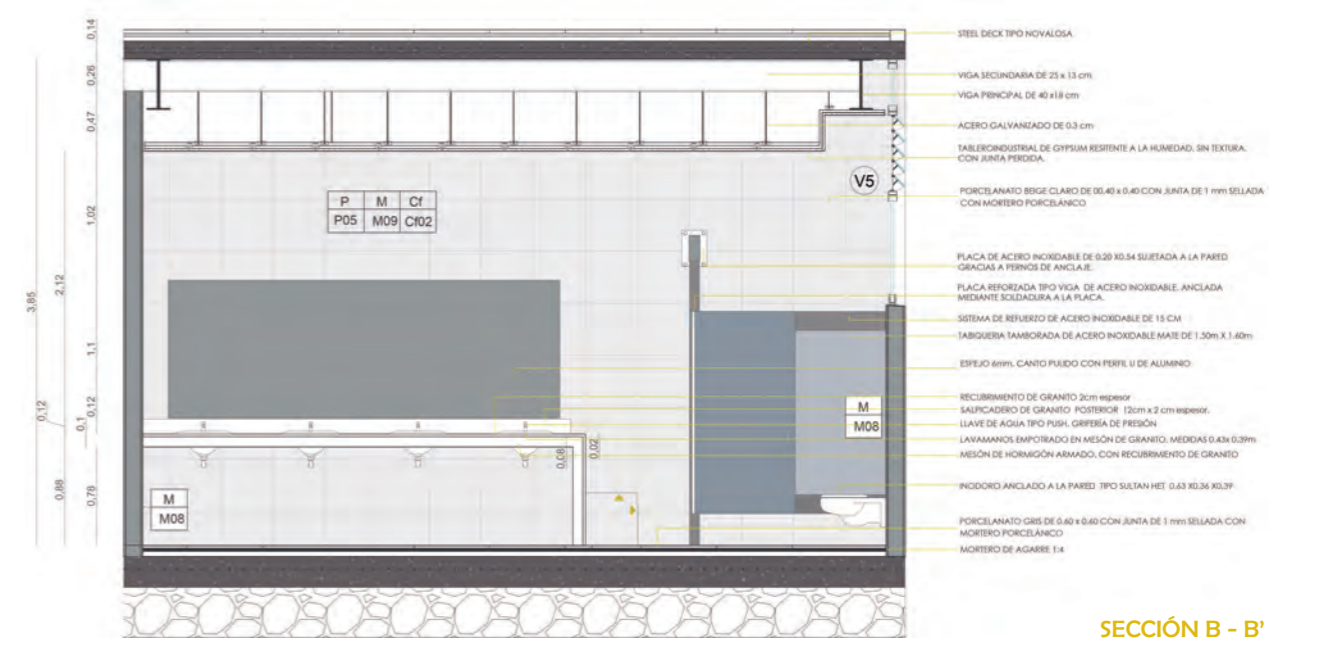 0,14
STEEL DECK TIPO NOVALOSA
0,26
VIGA SECUNDARIA DE 25 x 13 cm
VIGA PRINCIPAL DE 40 x18 cm
0,47
ACERO GALVANIZADO DE 0.3 cm
TABLEROINDUSTRIAL DE GYPSUM RESITENTE A LA HUMEDAD. SIN TEXTURA.
CON JUNTA PERDIDA.
V5
PORCELANATO BEIGE CLARO DE 00.40 x 0.40 CON JUNTA DE 1 mm SELLADA
CON MORTERO PORCELÁNICO
P M Cf
P05 M09 Cf02
1,02
PLACA DE ACERO INOXIDABLE DE 0.20 X0.54 SUJETADA A LA PARED
GRACIAS A PERNOS DE ANCLAJE.
2,12
3,85
PLACA REFORZADA TIPO VIGA DE ACERO INOXIDABLE. ANCLADA
MEDIANTE SOLDADURA A LA PLACA.
SISTEMA DE REFUERZO DE ACERO INOXIDABLE DE 15 CM
TABIQUERIA TAMBORADA DE ACERO INOXIDABLE MATE DE 1.50m X 1.60m
1,1
ESPEJO 6mm. CANTO PULIDO CON PERFIL U DE ALUMINIO
RECUBRIMIENTO DE GRANITO 2cm espesor
0,12
0,12
M
M08
SALPICADERO DE GRANITO POSTERIOR 12cm x 2 cm espesor.
0,1
LLAVE DE AGUA TIPO PUSH. GRIFERÍA DE PRESIÓN
LAVAMANOS EMPOTRADO EN MESÓN DE GRANITO. MEDIDAS 0.43x 0.39m
0,08
0,02
MESÓN DE HORMIGÓN ARMADO, CON RECUBRIMIENTO DE GRANITO
0,88
0,78
INODORO ANCLADO A LA PARED TIPO SULTAN HET 0.63 X0.36 X0.39
M
M08
PORCELANATO GRIS DE 0.60 x 0.60 CON JUNTA DE 1 mm SELLADA CON
MORTERO PORCELÁNICO
MORTERO DE AGARRE 1:4
SECCIÓN B - B'